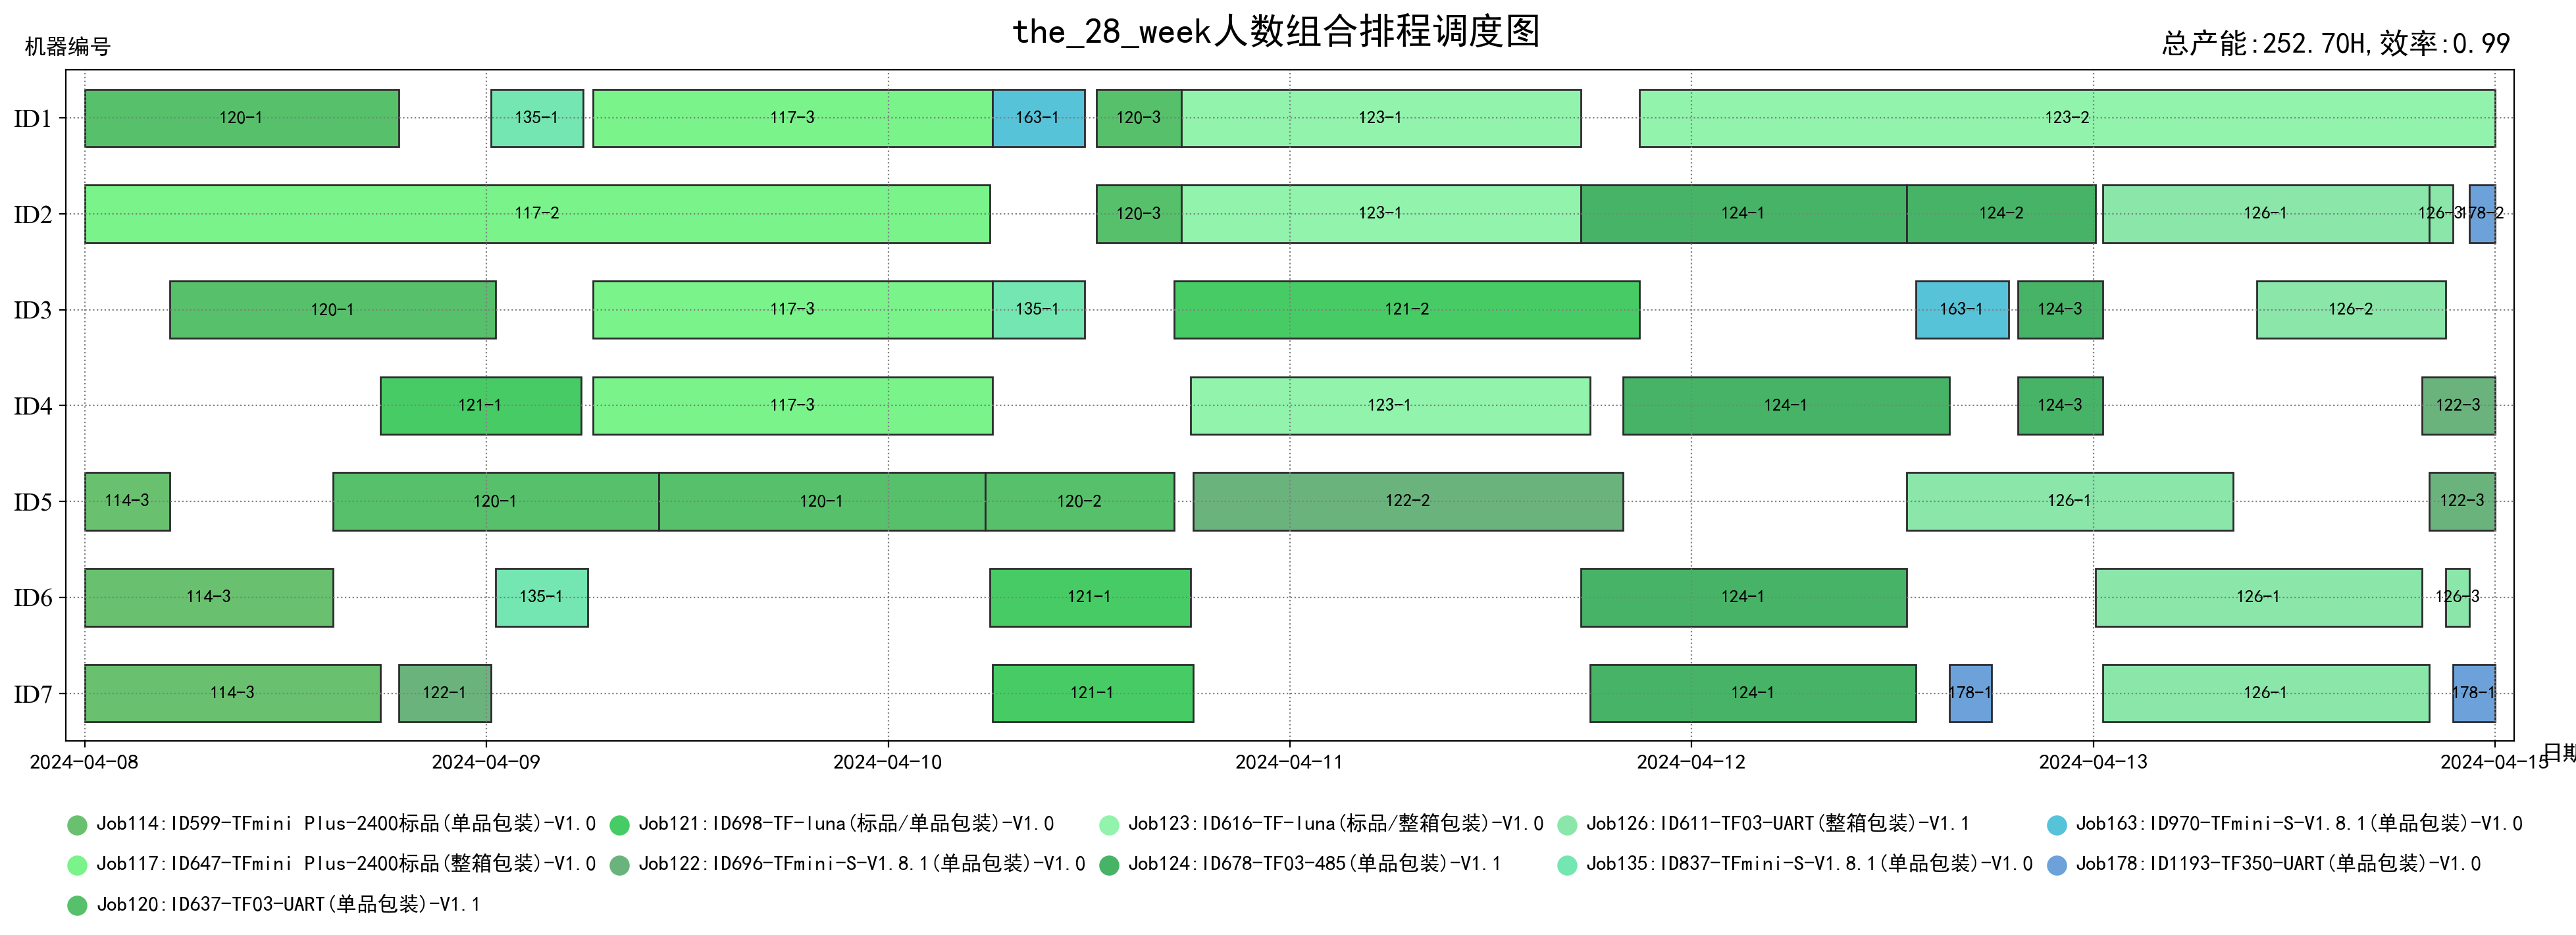 the_28_week人数组合排程调度图
机器编号
总产能:252.70H,效率:0.99
ID1 120-1 135-1 117-3 163-1 120-3 123-1 123-2
ID2 117-2 120-3 123-1 124-1 124-2 126-1 126-3 178-2
ID3 120-1 117-3 135-1 121-2 163-1 124-3 126-2
ID4 121-1 117-3 123-1 124-1 124-3 122-3
ID5 114-3 120-1 120-1 120-2 122-2 126-1 122-3
ID6 114-3 135-1 121-1 124-1 126-1 126-3
ID7 114-3 122-1 121-1 124-1 178-1 126-1 178-1
2024-04-08 2024-04-09 2024-04-10 2024-04-11 2024-04-12 2024-04-13 2024-04-15 日期
Job114:ID599-TFmini Plus-2400标品(单品包装)-V1.0 Job121:ID698-TF-luna(标品/单品包装)-V1.0 Job123:ID616-TF-luna(标品/整箱包装)-V1.0 Job126:ID611-TF03-UART(整箱包装)-V1.1 Job163:ID970-TFmini-S-V1.8.1(单品包装)-V1.0
Job117:ID647-TFmini Plus-2400标品(整箱包装)-V1.0 Job122:ID696-TFmini-S-V1.8.1(单品包装)-V1.0 Job124:ID678-TF03-485(单品包装)-V1.1 Job135:ID837-TFmini-S-V1.8.1(单品包装)-V1.0 Job178:ID1193-TF350-UART(单品包装)-V1.0
Job120:ID637-TF03-UART(单品包装)-V1.1